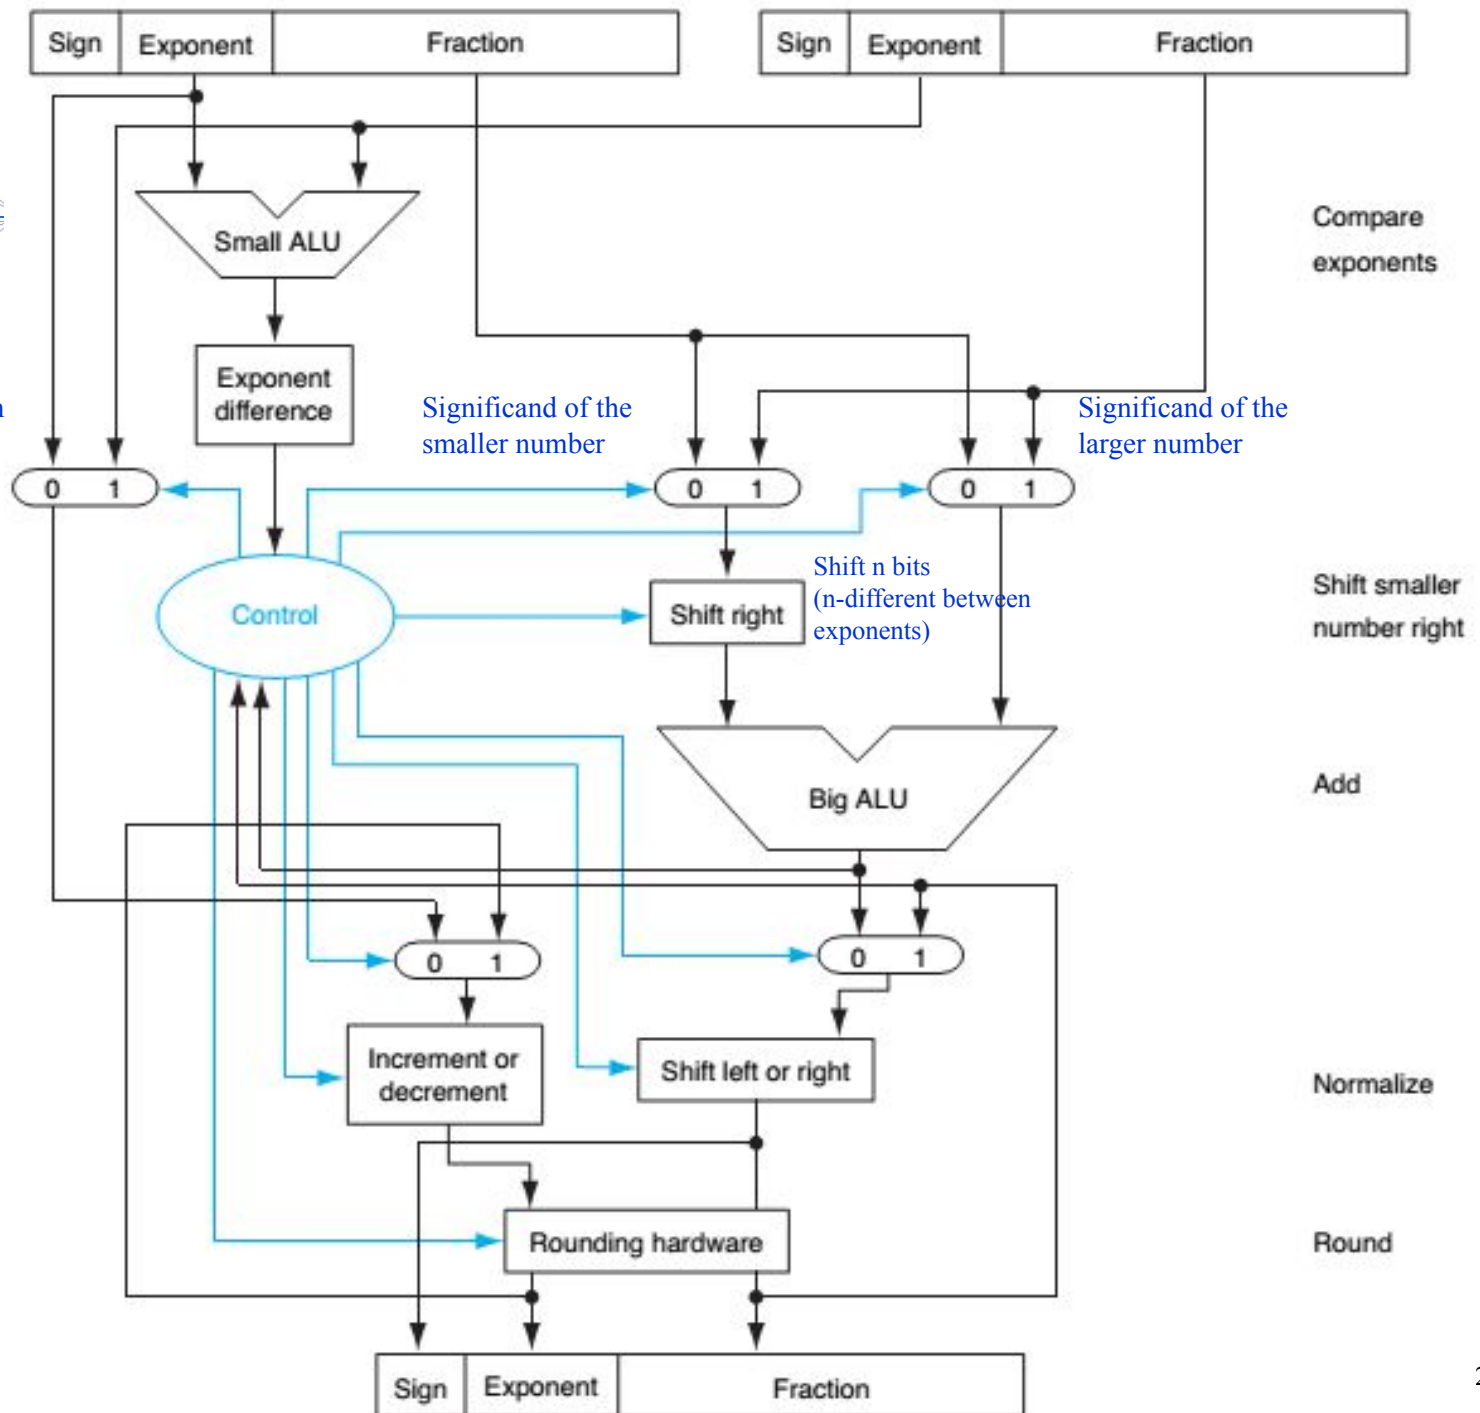 Sign Exponent Fraction Sign Exponent Fraction
Small ALU
Compare
exponents
Exponent
difference
Significand of the
smaller number
Significand of the
larger number
0 1
0 1
0 1
Control
Shift right
Shift n bits
(n-different between
exponents)
Shift smaller
number right
Big ALU
Add
0 1
0 1
Increment or
decrement
Shift left or right
Normalize
Rounding hardware
Round
Sign Exponent Fraction